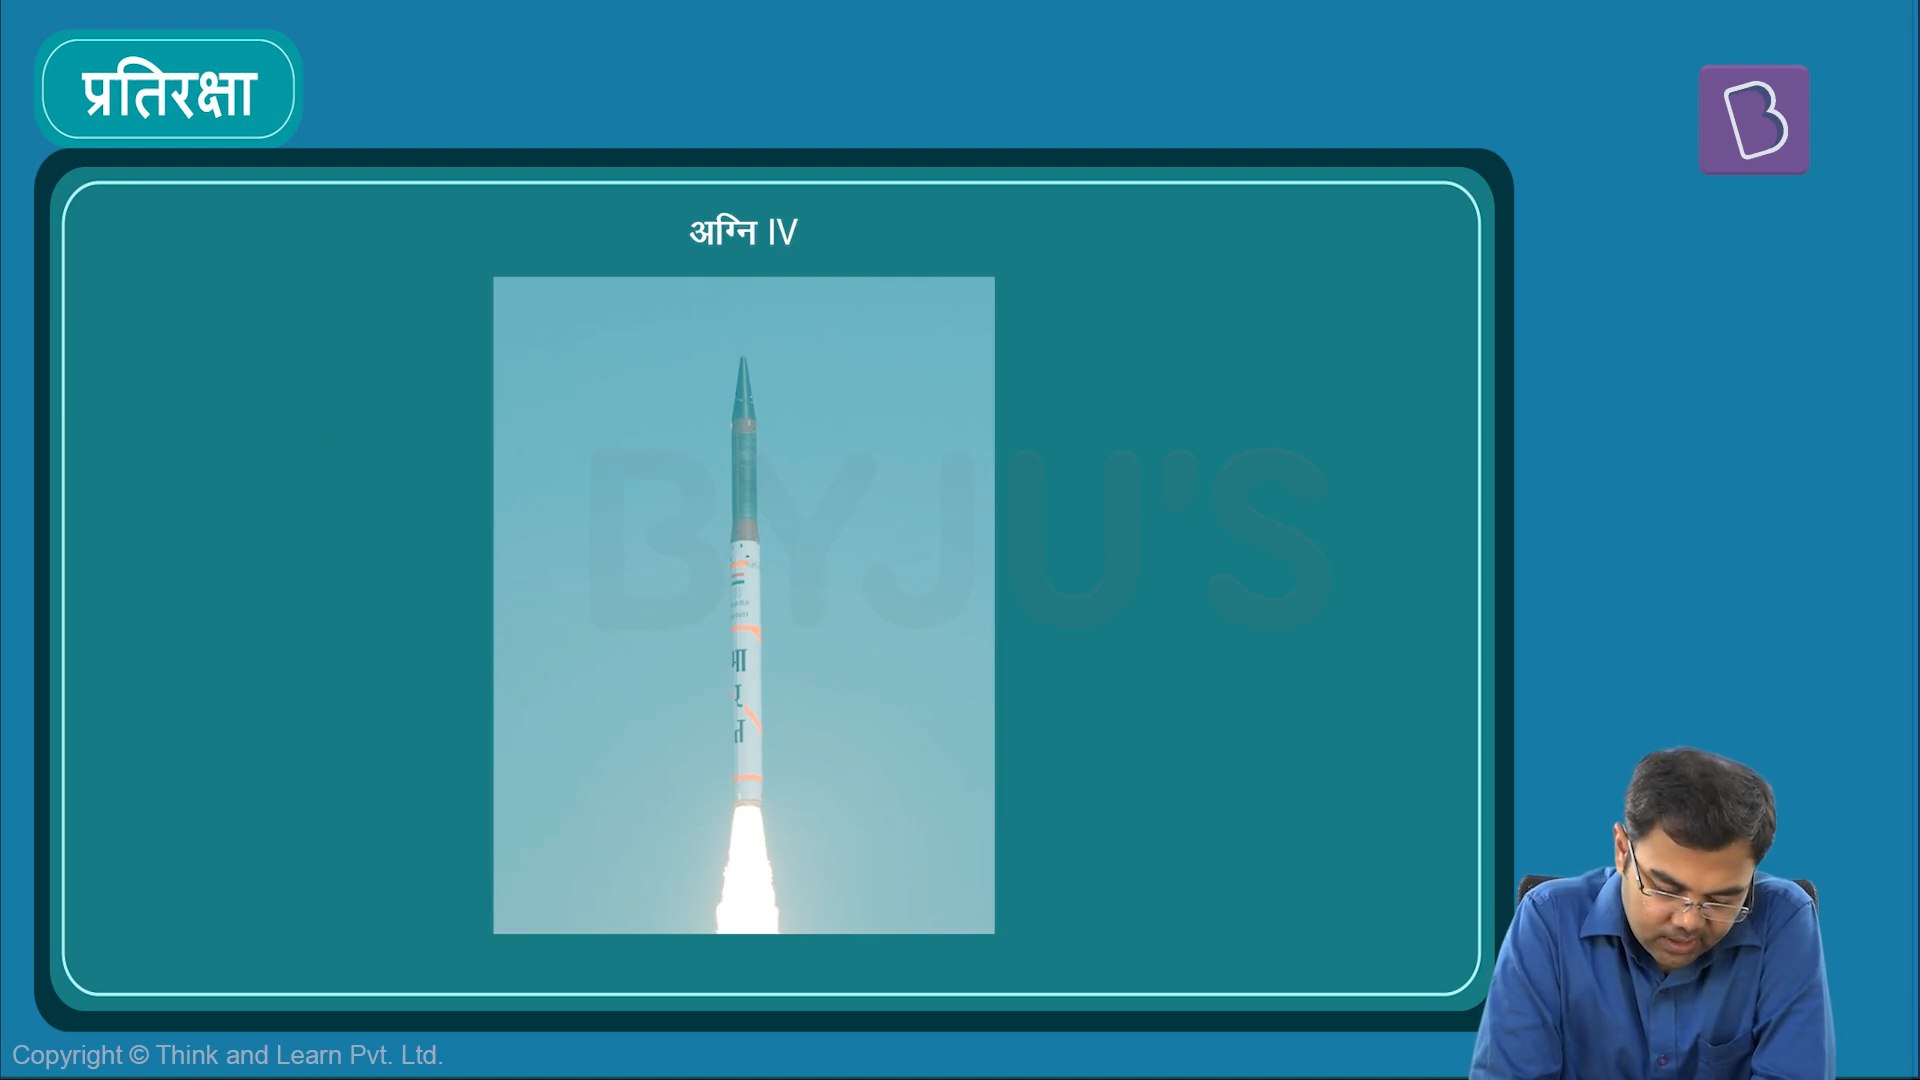 प्रतिरक्षा
अग्नि IV
BYJU'S
भा
र
त
Copyright © Think and Learn Pvt. Ltd.